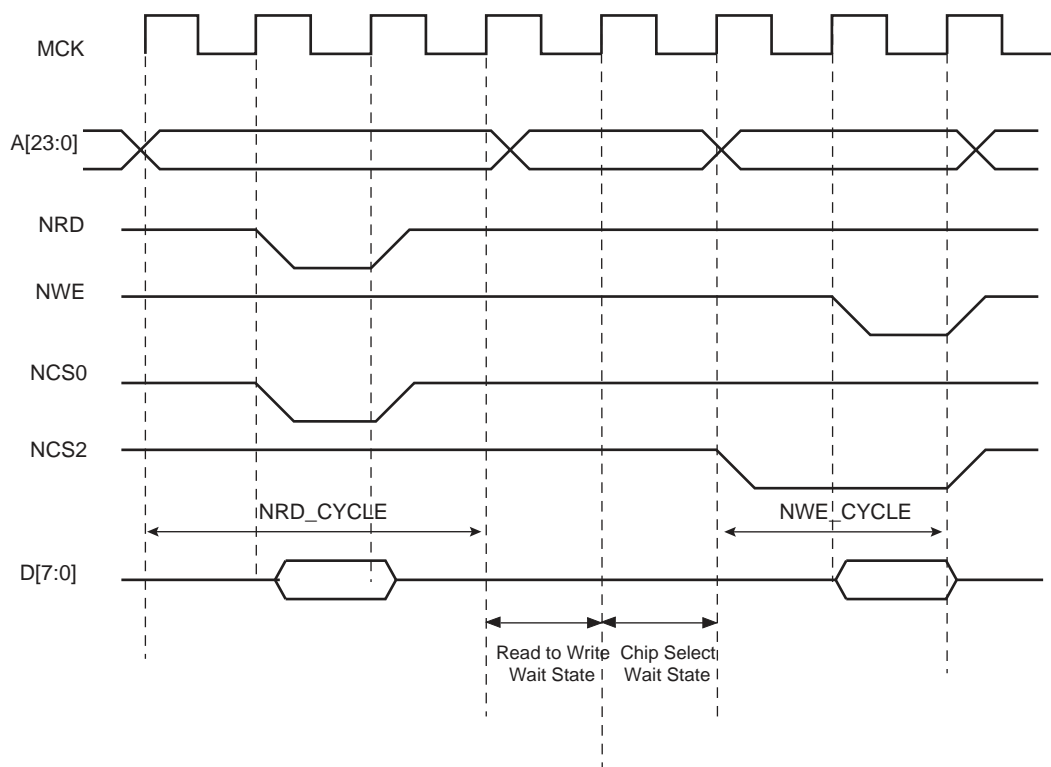 MCK
A[23:0]
NRD
NWE
NCS0
NCS2
NRD_CYCLE
NWE_CYCLE
D[7:0]
Read to Write
Wait State
Chip Select
Wait State